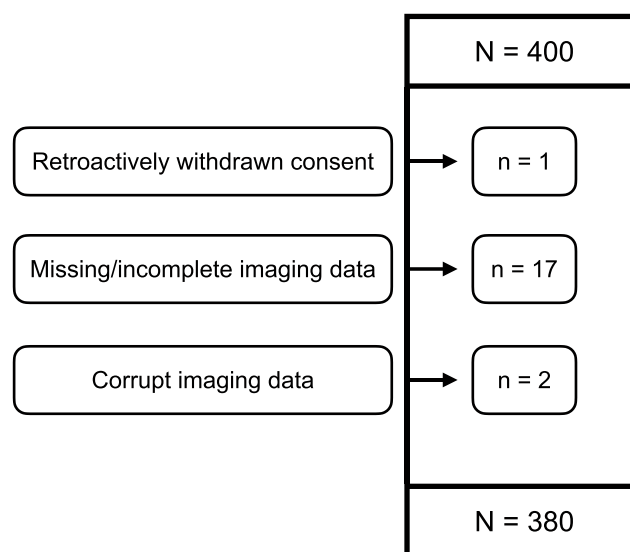 N = 400
Retroactively withdrawn consent
n = 1
Missing/incomplete imaging data
n = 17
Corrupt imaging data
n = 2
N = 380